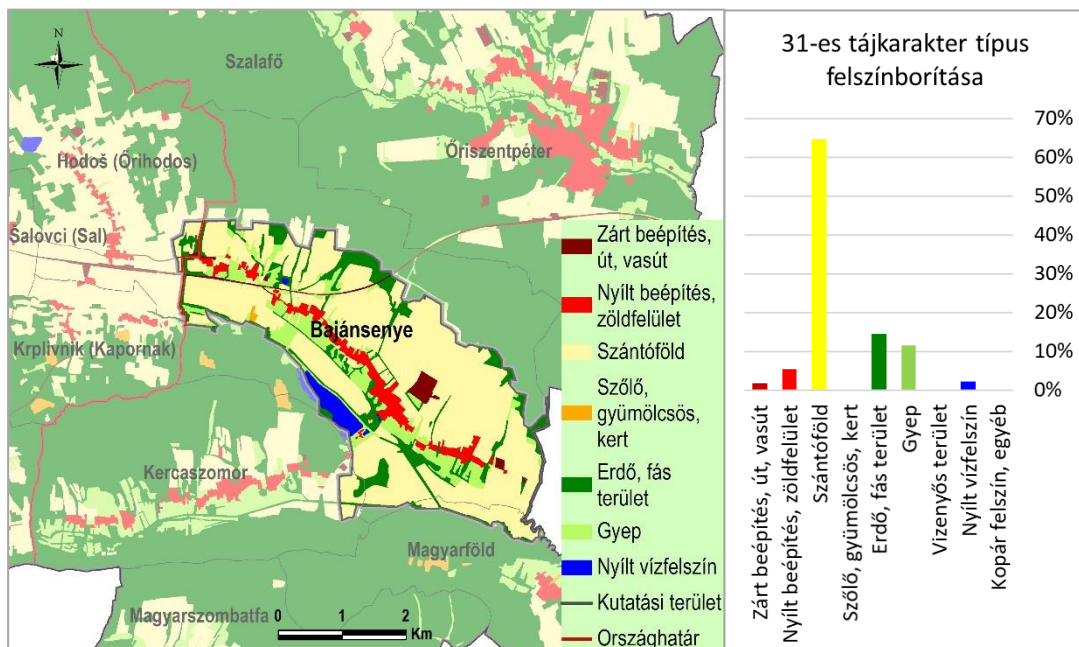 N
Szalafő
Őriszentpéter
Hodoš (Őrihodos)
Šalovci (Sal)
Krplivnik (Kapornak)
Bajánsenye
Kercaszomor
Magyarföld
Magyarszombatfa
0 1 2
Km
Zárt beépítés,
út, vasút
Nyílt beépítés,
zöldfelület
Szántóföld
Szőlő,
gyümölcsös,
kert
Erdő, fás
terület
Gyep
Nyílt vízfelszín
Kutatási terület
Országhatár
31-es tájkarakter típus
felszínborítása
70%
60%
50%
40%
30%
20%
10%
0%
Zárt beépítés, út, vasút
Nyílt beépítés, zöldfelület
Szántóföld
Szőlő, gyümölcsös, kert
Erdő, fás terület
Gyep
Vizenyős terület
Nyílt vízfelszín
Kopár felszín, egyéb